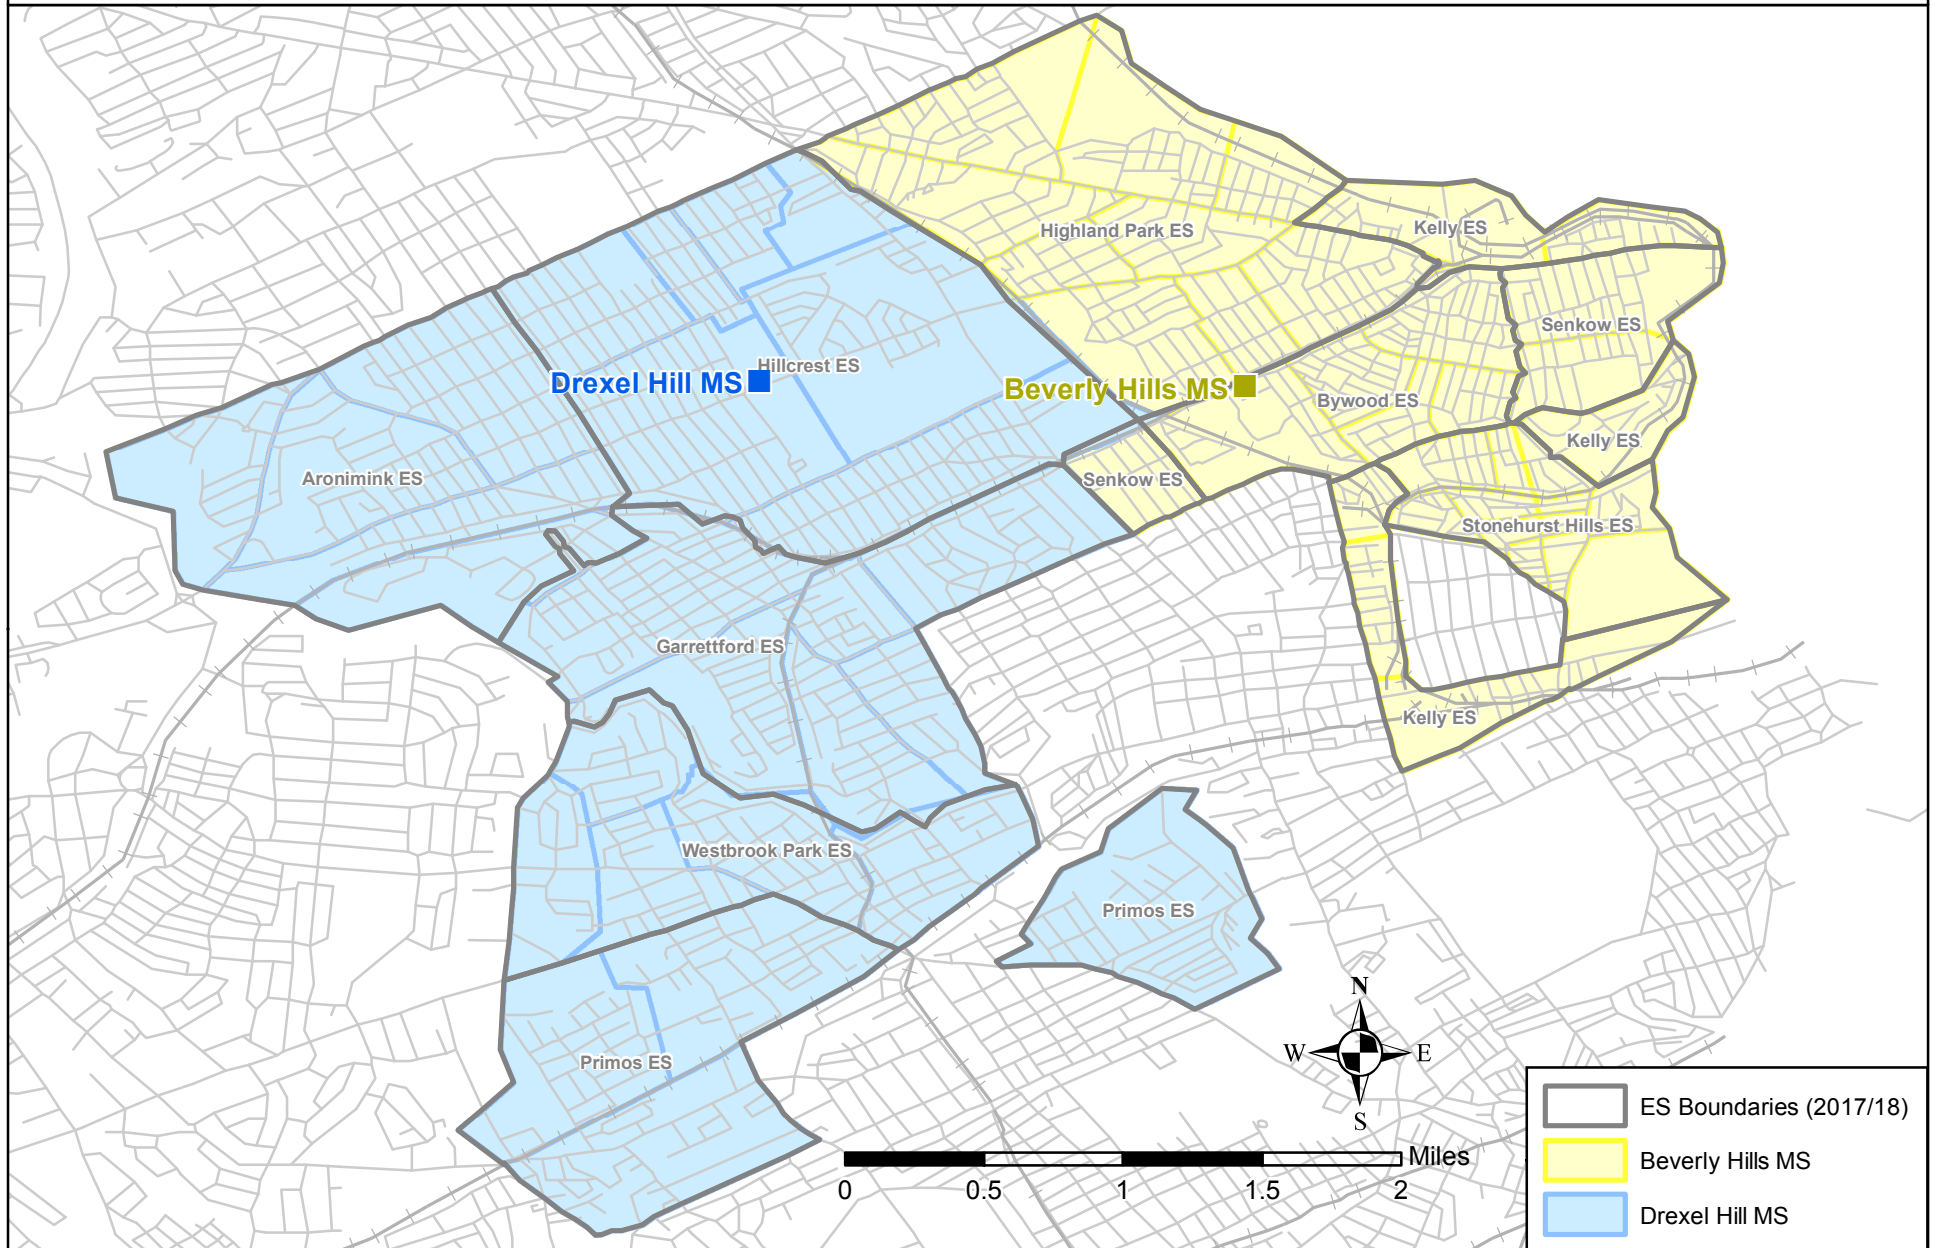 Highland Park ES
Kelly ES
Senkow ES
Hillcrest ES
Drexel Hill MS
Beverly Hills MS
Bywood ES
Kelly ES
Aronimink ES
Senkow ES
Stonehurst Hills ES
Garrettford ES
Kelly ES
Westbrook Park ES
Primos ES
Primos ES
N
W E
S
Miles
0 0.5 1 1.5 2
ES Boundaries (2017/18)
Beverly Hills MS
Drexel Hill MS